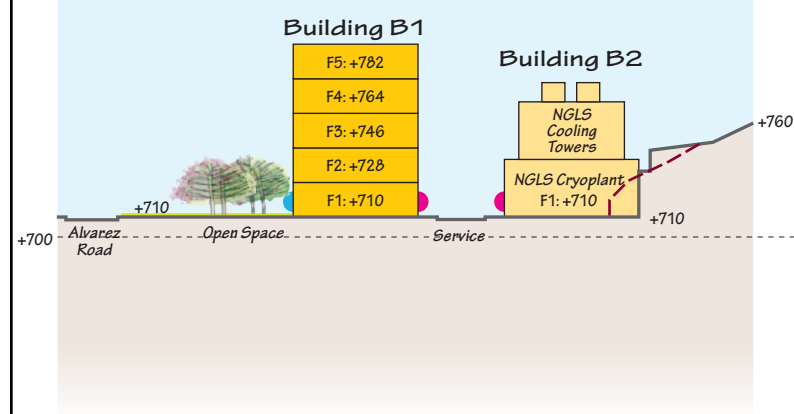 Building B1
Building B2
F5: +782
F4: +764
F3: +746
F2: +728
F1: +710
NGLS
Cooling
Towers
NGLS Cryoplant
F1: +710
+760
+710
+710
+700
Alvarez
Road
Open Space
Service